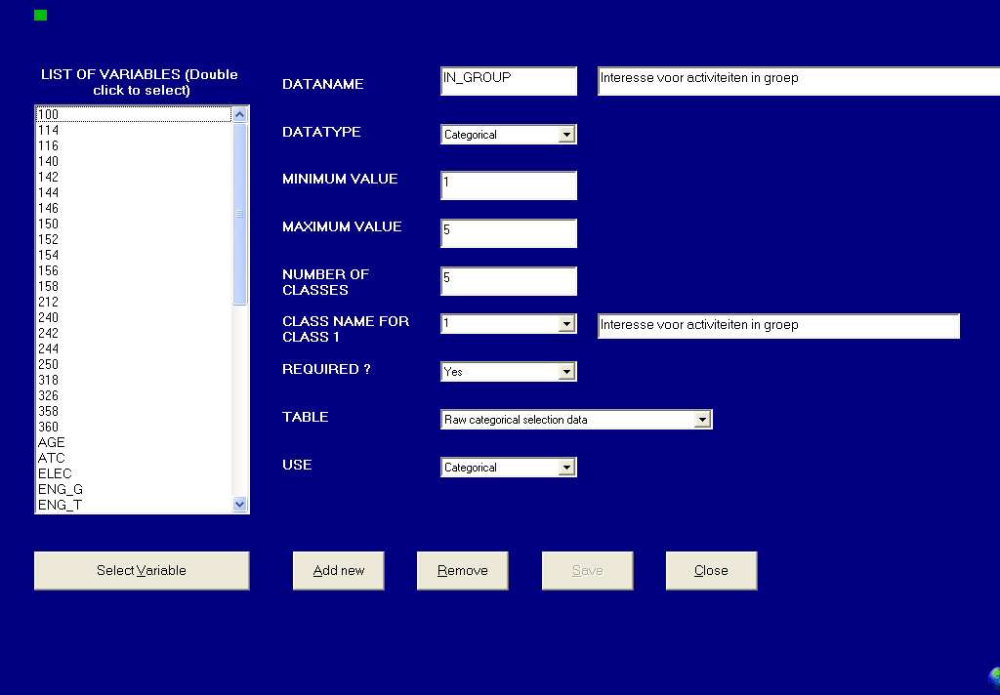 LIST OF VARIABLES (Double
click to select)
100
114
116
140
142
144
146
150
152
154
156
158
212
240
242
244
250
318
326
358
360
AGE
ATC
ELEC
ENG_G
ENG_T
DATANAME
IN_GROUP
Interesse voor activiteiten in groep
DATATYPE
Categorical
MINIMUM VALUE
1
MAXIMUM VALUE
5
NUMBER OF
CLASSES
5
CLASS NAME FOR
CLASS 1
1
Interesse voor activiteiten in groep
REQUIRED ?
Yes
TABLE
Raw categorical selection data
USE
Categorical
Select Variable
Add new
Remove
Save
Close